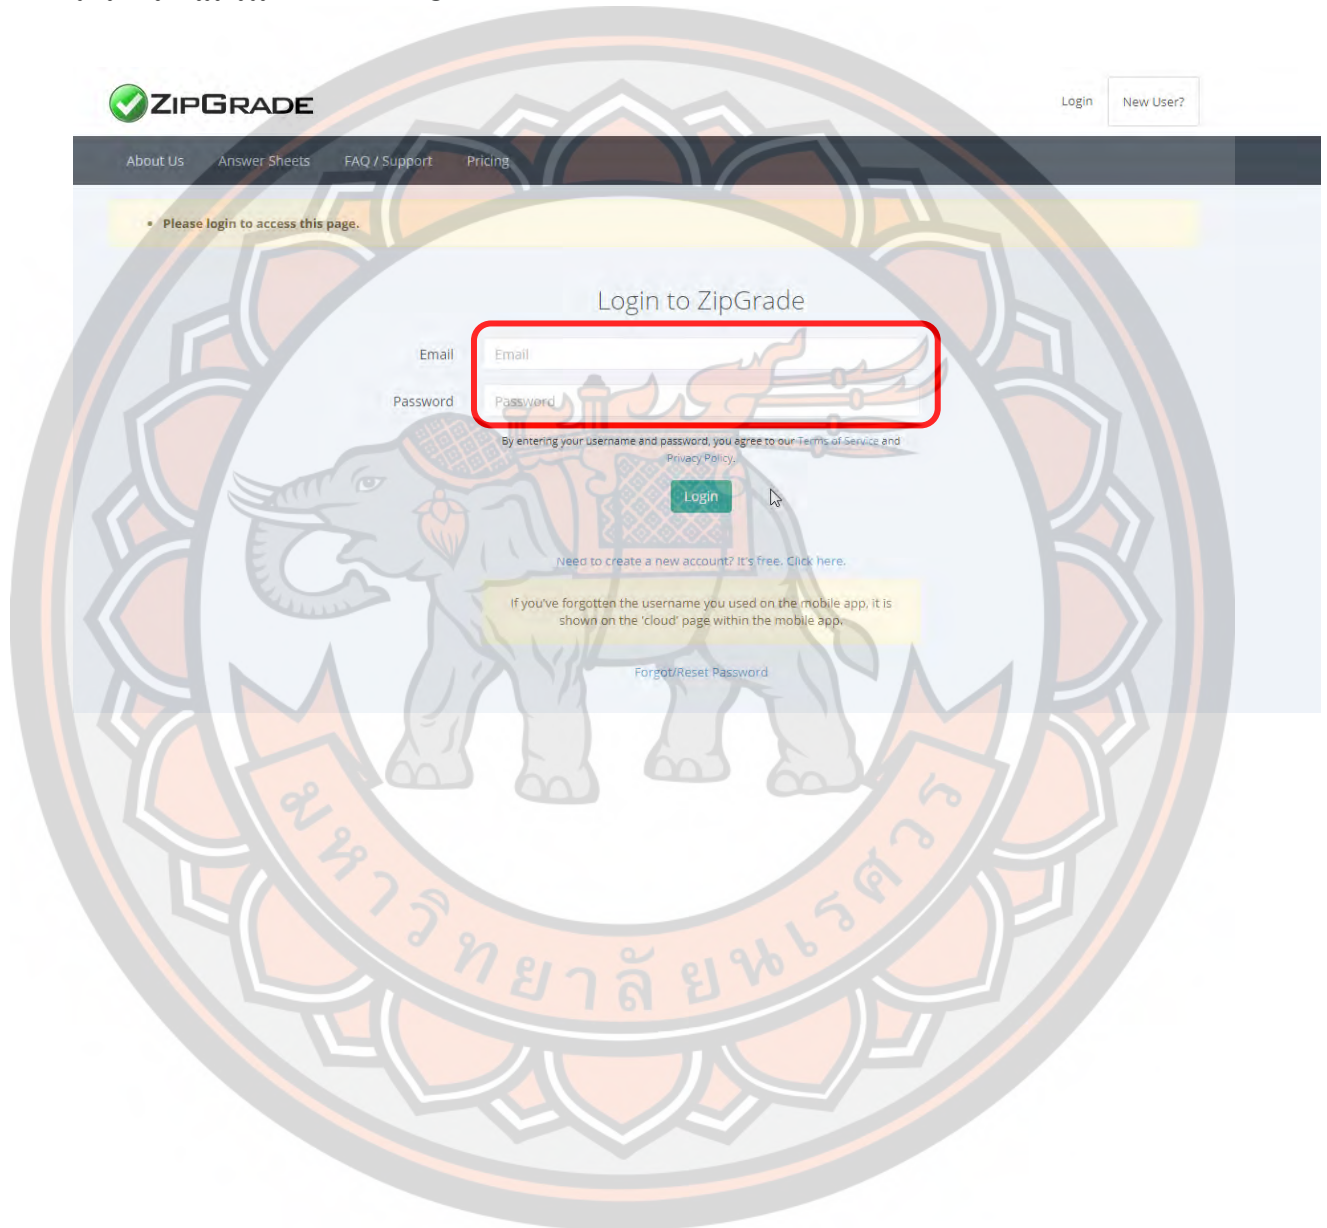 ZIPGRADE
Login
New User?
About Us
Answer Sheets
FAQ / Support
Pricing
Please login to access this page.
Login to ZipGrade
Email
Email
Password
Password
By entering your username and password, you agree to our Terms of Service and
Privacy Policy.
Login
Need to create a new account? It's free. Click here.
If you've forgotten the username you used on the mobile app, it is
shown on the 'cloud' page within the mobile app.
Forgot/Reset Password
มหาวิทยาลัยนเรศวร